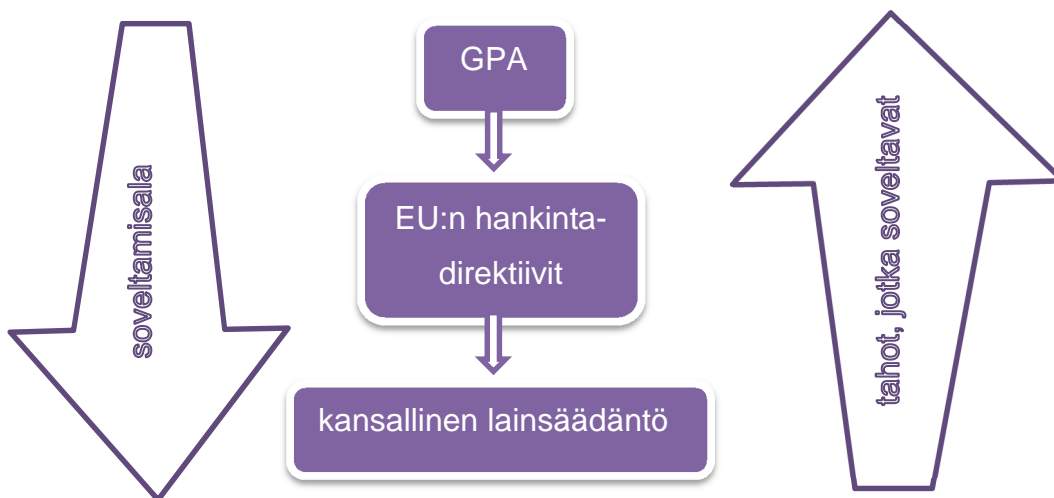 GPA
soveltamisala
EU:n hankinta-
direktiivit
tahot, jotka soveltavat
kansallinen lainsäädäntö